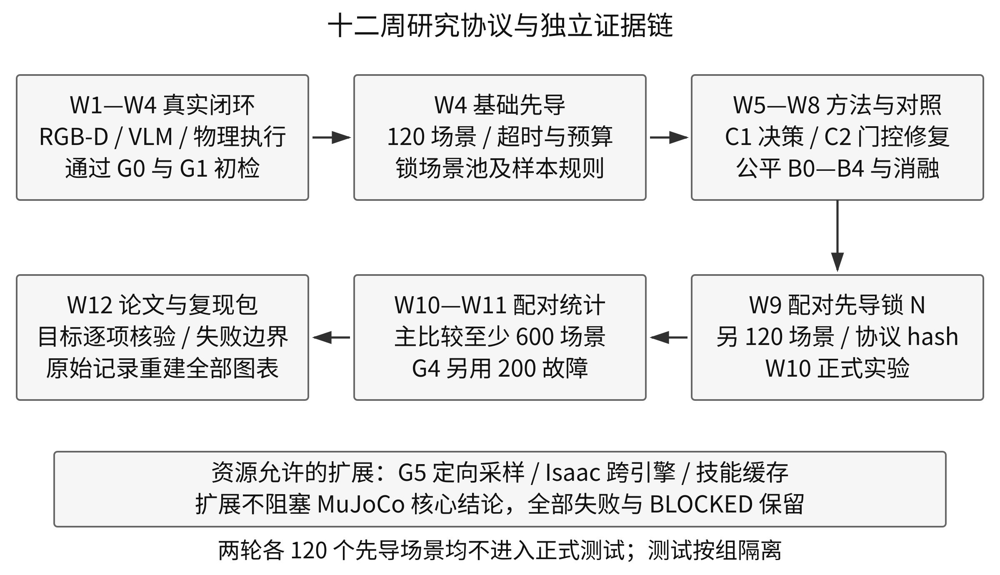 十二周研究协议与独立证据链
W1—W4 真实闭环
RGB-D / VLM / 物理执行
通过 G0 与 G1 初检
W4 基础先导
120 场景 / 超时与预算
锁场景池及样本规则
W5—W8 方法与对照
C1 决策 / C2 门控修复
公平 B0—B4 与消融
W9 配对先导锁 N
另 120 场景 / 协议 hash
W10 正式实验
W10—W11 配对统计
主比较至少 600 场景
G4 另用 200 故障
W12 论文与复现包
目标逐项核验 / 失败边界
原始记录重建全部图表
资源允许的扩展：G5 定向采样 / Isaac 跨引擎 / 技能缓存
扩展不阻塞 MuJoCo 核心结论，全部失败与 BLOCKED 保留
两轮各 120 个先导场景均不进入正式测试；测试按组隔离